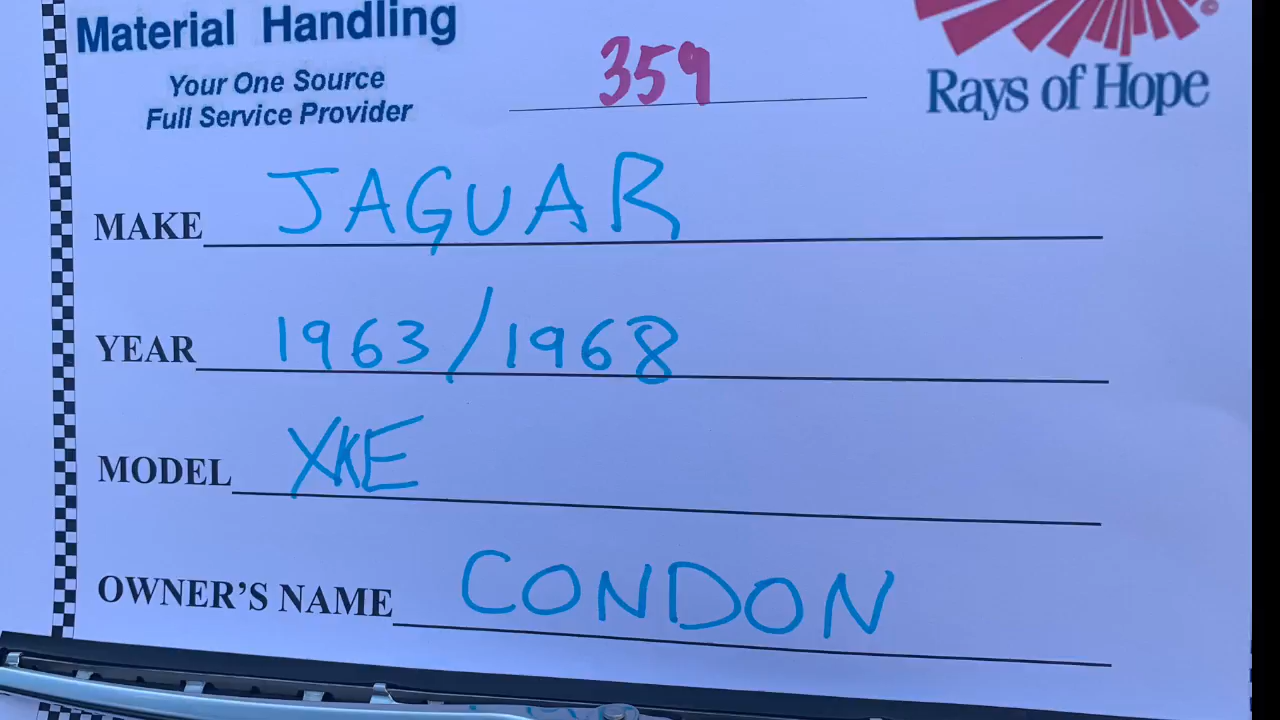 Material Handling
Your One Source
Full Service Provider
359
Rays of Hope
MAKE JAGUAR
YEAR 1963/1968
MODEL XKE
OWNER'S NAME CONDON